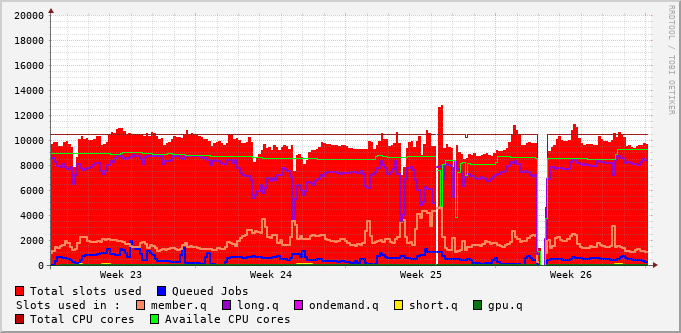 20000
18000
16000
14000
12000
10000
8000
6000
4000
2000
0
Week 23 Week 24 Week 25 Week 26
Total slots used Queued Jobs
Slots used in : member.q long.q ondemand.q short.q gpu.q
Total CPU cores Availale CPU cores
RRDTOOL / TOBI OETIKER